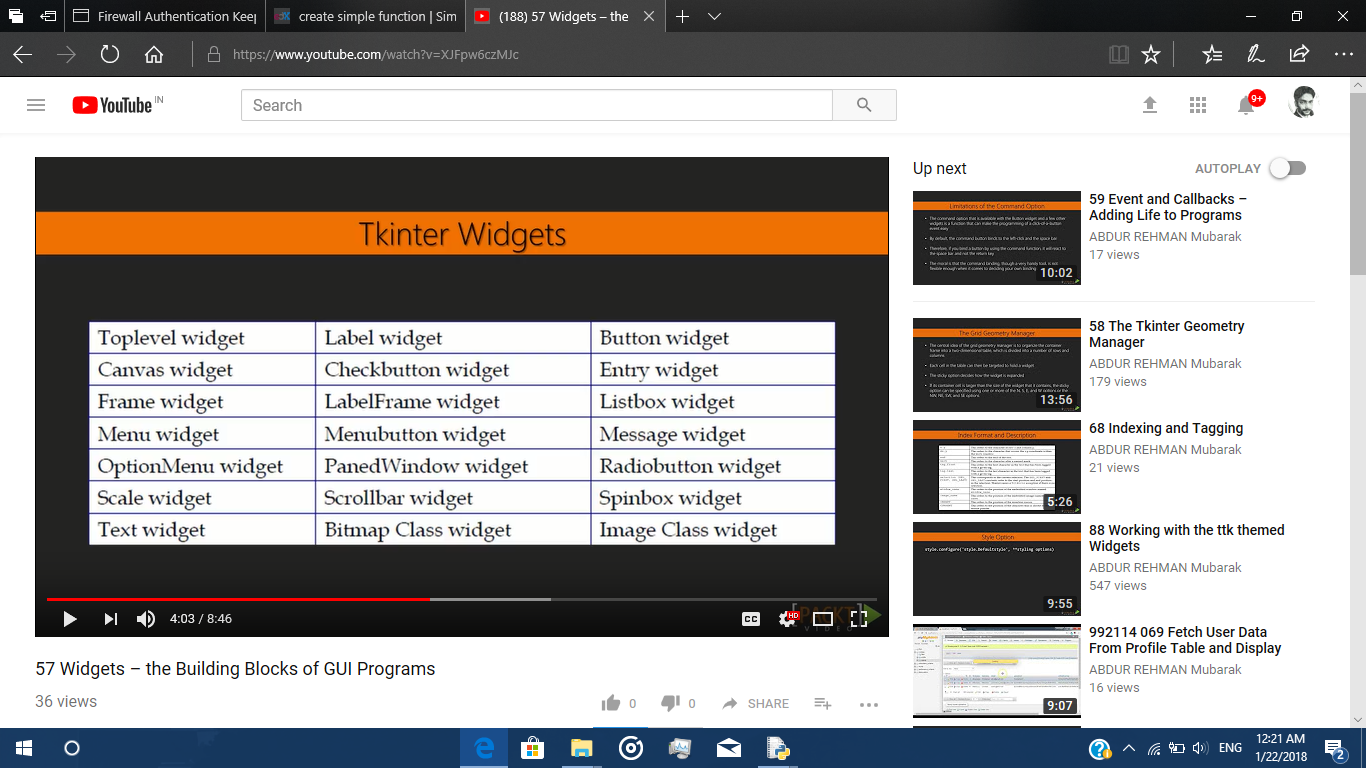 Firewall Authentication Keep
create simple function | Sim
(188) 57 Widgets – the
https://www.youtube.com/watch?v=XJFpw6czMJc
YouTube IN
Search
9+
Tkinter Widgets
Toplevel widget Label widget Button widget
Canvas widget Checkbutton widget Entry widget
Frame widget LabelFrame widget Listbox widget
Menu widget Menubutton widget Message widget
OptionMenu widget PanedWindow widget Radiobutton widget
Scale widget Scrollbar widget Spinbox widget
Text widget Bitmap Class widget Image Class widget
PACKT
VIDEO
4:03 / 8:46
CC
HD
57 Widgets – the Building Blocks of GUI Programs
36 views
0 0 SHARE
Up next
AUTOPLAY
Limitations of the Command Option
10:02
59 Event and Callbacks –
Adding Life to Programs
ABDUR REHMAN Mubarak
17 views
The Grid Geometry Manager
13:56
58 The Tkinter Geometry
Manager
ABDUR REHMAN Mubarak
179 views
Index Format and Description
5:26
68 Indexing and Tagging
ABDUR REHMAN Mubarak
21 views
Style Option
style.configure('style.Defaultstyle', **styling options)
9:55
88 Working with the ttk themed
Widgets
ABDUR REHMAN Mubarak
547 views
9:07
992114 069 Fetch User Data
From Profile Table and Display
ABDUR REHMAN Mubarak
16 views
ENG
12:21 AM
1/22/2018
2